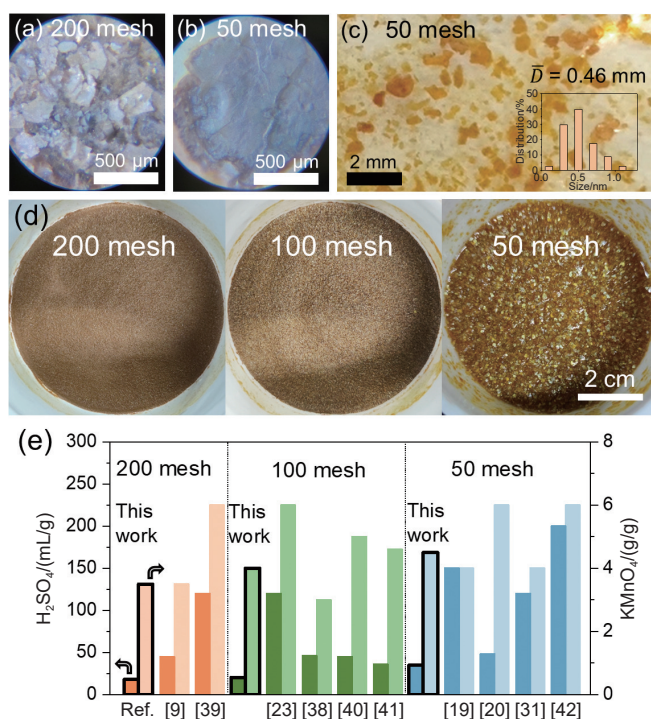 (a) 200 mesh
500 μm
(b) 50 mesh
500 μm
(c) 50 mesh
D̅ = 0.46 mm
Distribution/%
50
40
30
20
10
0
0.0 0.5 1.0
Size/nm
2 mm
(d)
200 mesh
100 mesh
50 mesh
2 cm
(e)
H₂SO₄/(mL/g)
300
250
200
150
100
50
0
200 mesh
This
work
100 mesh
This work
50 mesh
This work
8
6
4
2
0
KMnO₄/(g/g)
Ref. [9] [39] [23] [38] [40] [41] [19] [20] [31] [42]